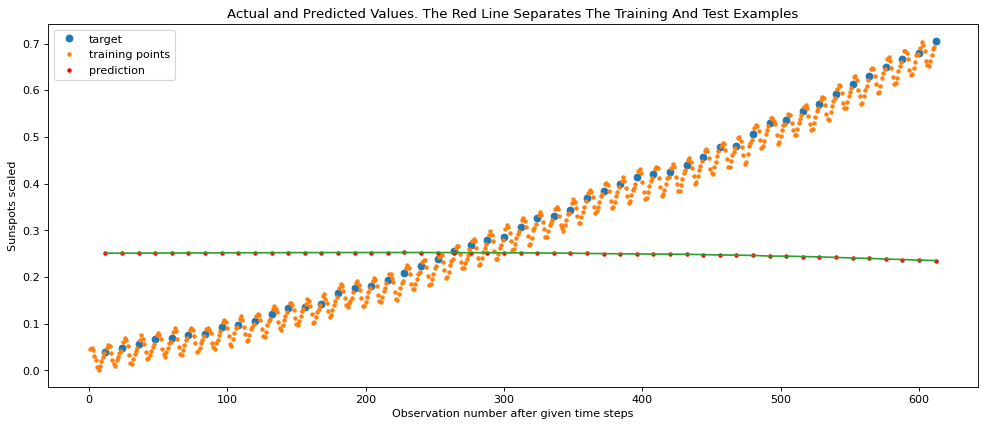 Actual and Predicted Values. The Red Line Separates The Training And Test Examples
target
training points
prediction
Sunspots scaled
0.7
0.6
0.5
0.4
0.3
0.2
0.1
0.0
0 100 200 300 400 500 600
Observation number after given time steps